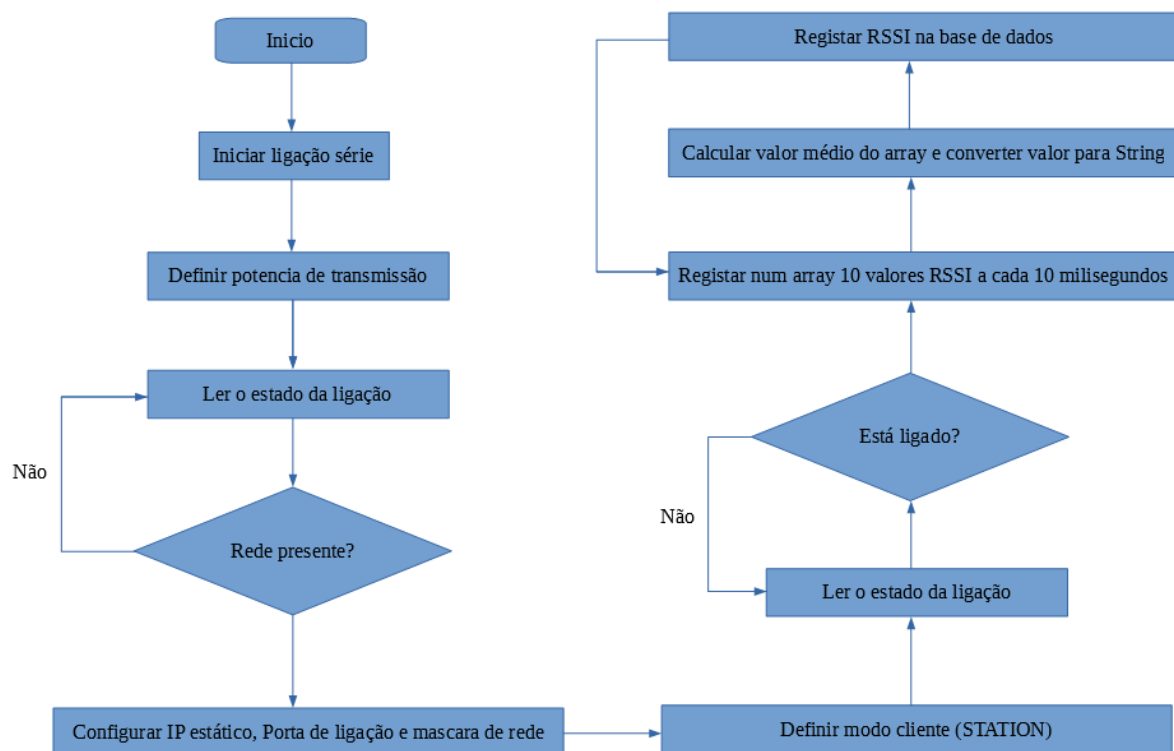 Inicio
Iniciar ligação série
Definir potencia de transmissão
Ler o estado da ligação
Não
Rede presente?
Configurar IP estático, Porta de ligação e mascara de rede
Definir modo cliente (STATION)
Ler o estado da ligação
Não
Está ligado?
Registar num array 10 valores RSSI a cada 10 milisegundos
Calcular valor médio do array e converter valor para String
Registar RSSI na base de dados